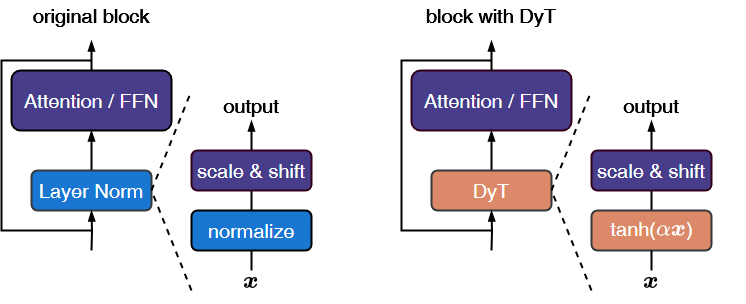 original block
Attention / FFN
Layer Norm
output
scale & shift
normalize
x
block with DyT
Attention / FFN
DyT
output
scale & shift
tanh(αx)
x